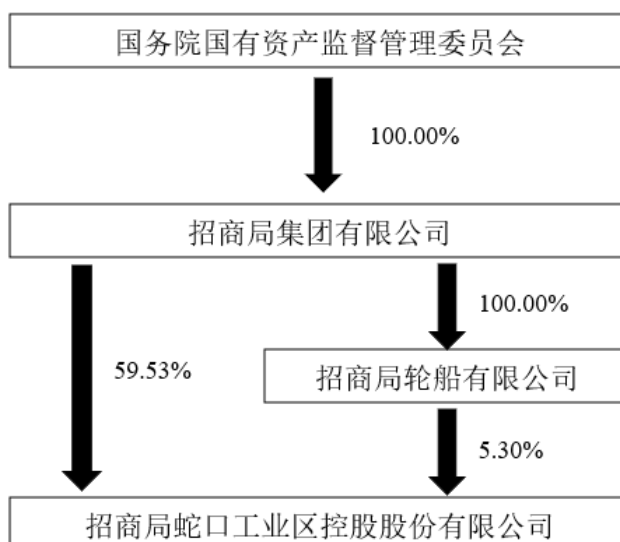 国务院国有资产监督管理委员会
100.00%
招商局集团有限公司
100.00%
59.53%
招商局轮船有限公司
5.30%
招商局蛇口工业区控股股份有限公司